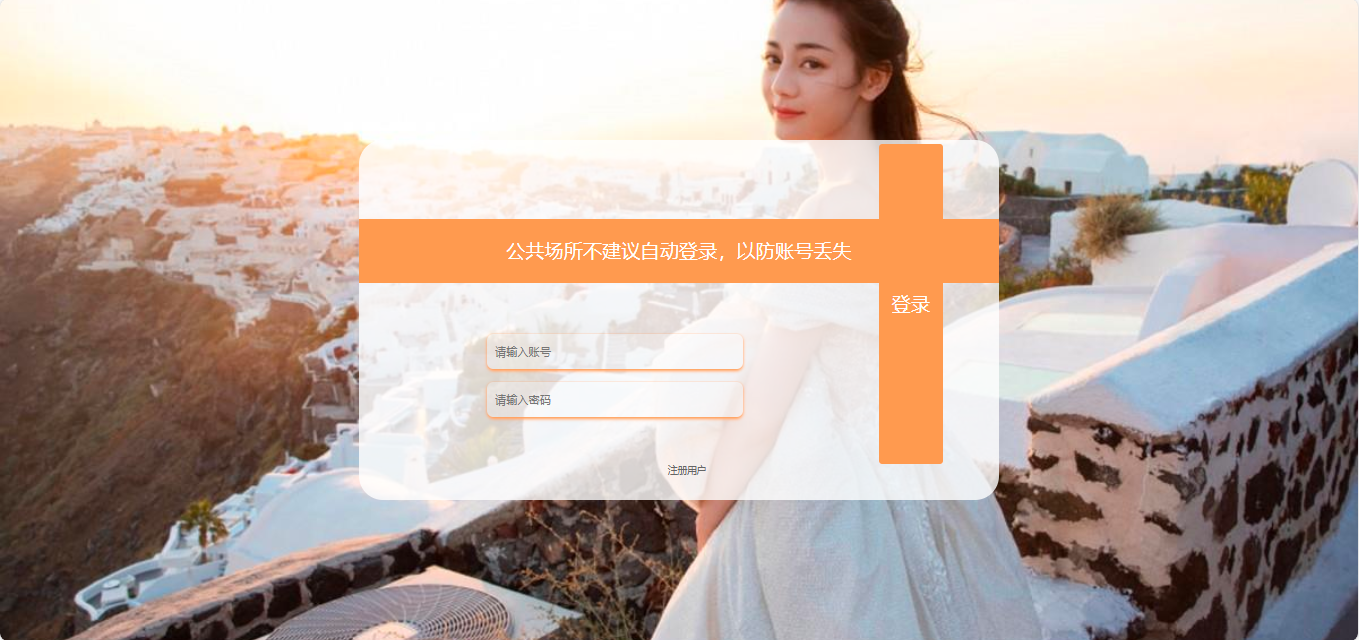 公共场所不建议自动登录，以防账号丢失
登录
请输入账号
请输入密码
注册用户